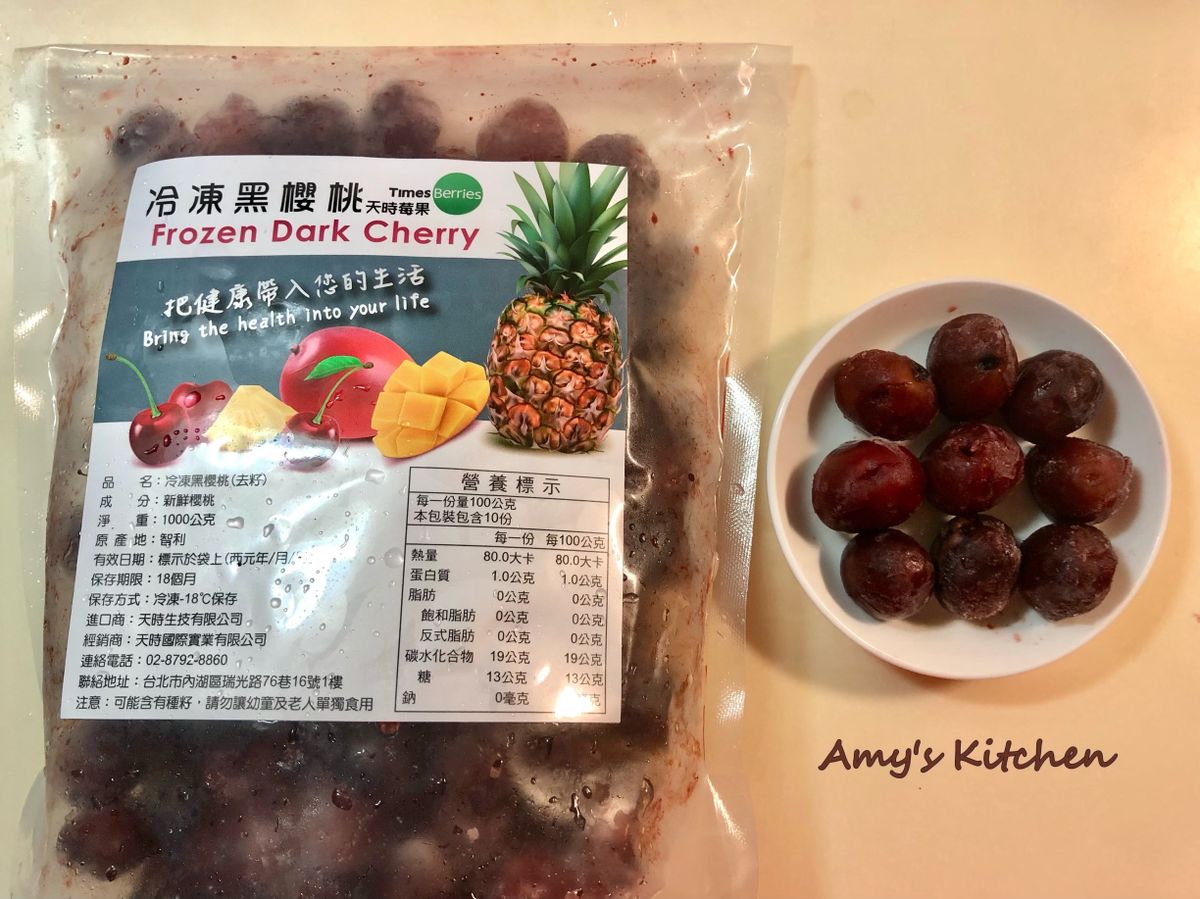 冷凍黑櫻桃
Times Berries
天時莓果
Frozen Dark Cherry
把健康帶入您的生活
Bring the health into your life
品　名：冷凍黑櫻桃(去籽)
成　分：新鮮櫻桃
淨　重：1000公克
原 產 地：智利
有效日期：標示於袋上(西元年/月/
保存期限：18個月
保存方式：冷凍-18℃保存
進口商：天時生技有限公司
經銷商：天時國際實業有限公司
連絡電話：02-8792-8860
聯絡地址：台北市內湖區瑞光路76巷16號1樓
注意：可能含有種籽，請勿讓幼童及老人單獨食用
營養標示
每一份量100公克
本包裝包含10份
每一份 每100公克
熱量 80.0大卡 80.0大卡
蛋白質 1.0公克 1.0公克
脂肪 0公克 0公克
飽和脂肪 0公克 0公克
反式脂肪 0公克 0公克
碳水化合物 19公克 19公克
糖 13公克 13公克
鈉 0毫克
Amy's Kitchen